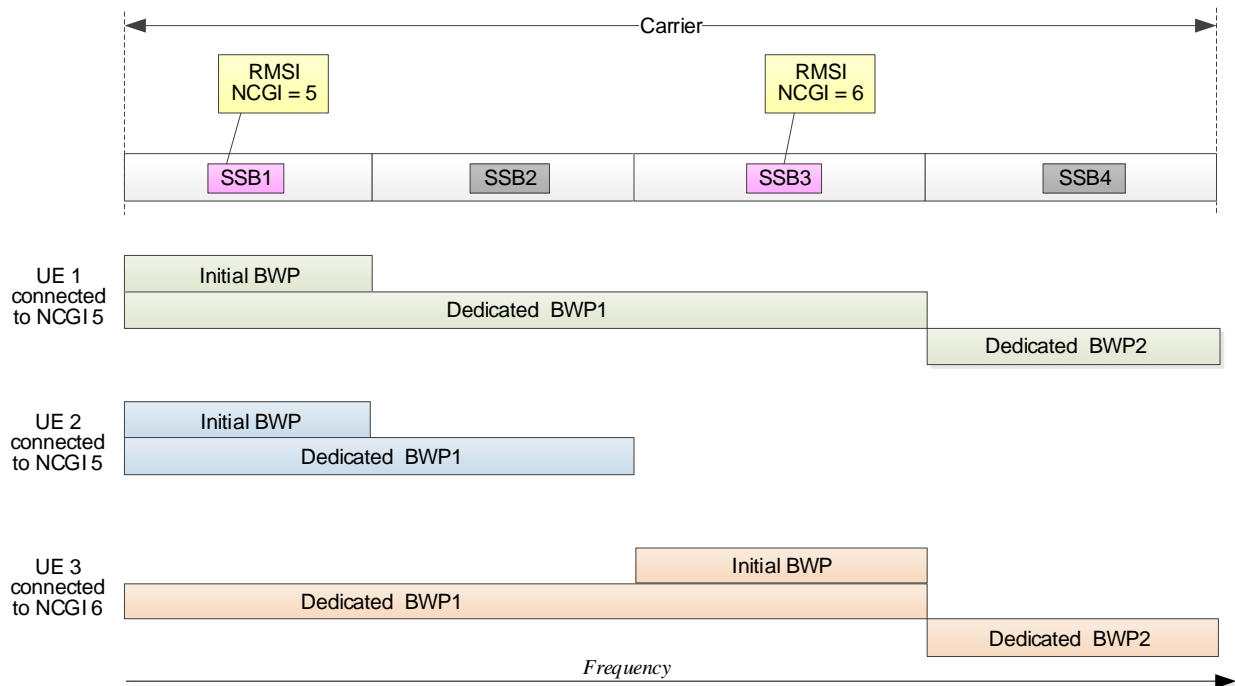 Carrier
RMSI
NCGI = 5
RMSI
NCGI = 6
SSB1
SSB2
SSB3
SSB4
UE 1
connected
to NCGI 5
Initial BWP
Dedicated BWP1
Dedicated BWP2
UE 2
connected
to NCGI 5
Initial BWP
Dedicated BWP1
UE 3
connected
to NCGI 6
Initial BWP
Dedicated BWP1
Dedicated BWP2
Frequency